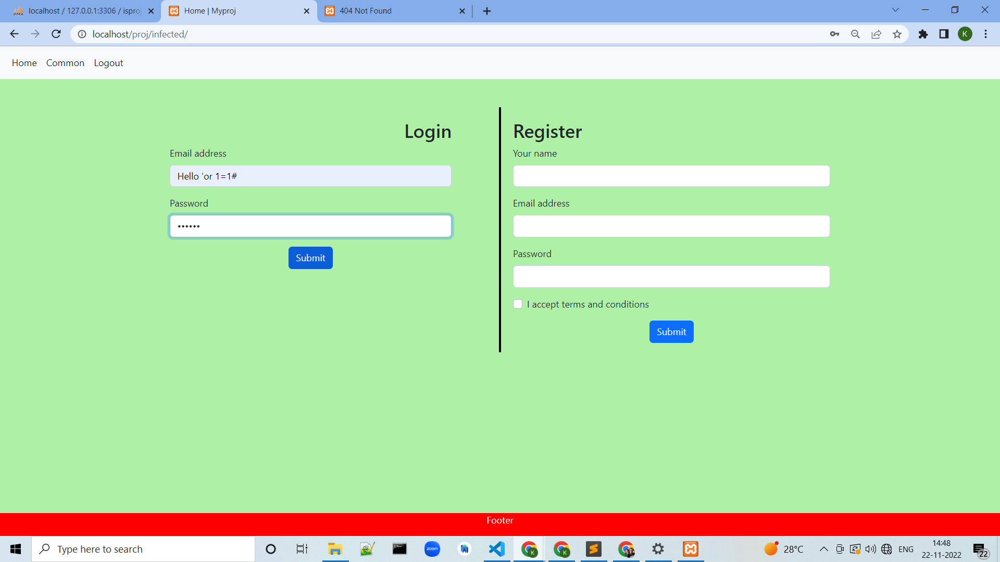 localhost / 127.0.0.1:3306 / isproj
Home | Myproj
404 Not Found
localhost/proj/infected/
K
Home Common Logout
Login
Email address
Hello 'or 1=1#
Password
••••••
Submit
Register
Your name
Email address
Password
I accept terms and conditions
Submit
Footer
Type here to search
zoom
K
K
28°C
ENG
14:48
22-11-2022
22